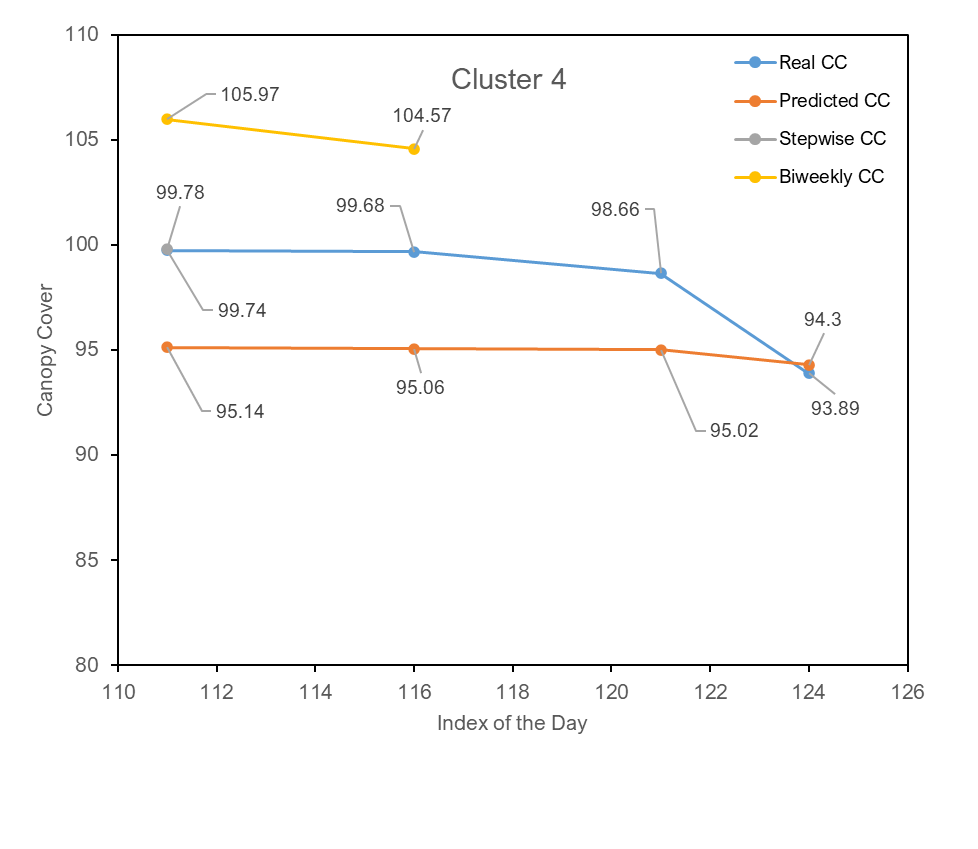 Cluster 4
Real CC
Predicted CC
Stepwise CC
Biweekly CC
110
105
100
95
90
85
80
Canopy Cover
105.97
104.57
99.78
99.68
98.66
99.74
94.3
95.14
95.06
95.02
93.89
110 112 114 116 118 120 122 124 126
Index of the Day